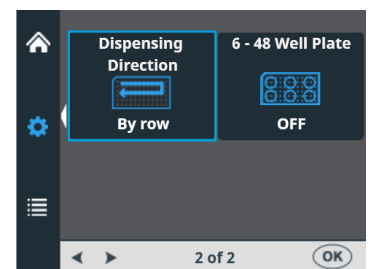 Dispensing
Direction
By row
6 - 48 Well Plate
OFF
2 of 2
OK